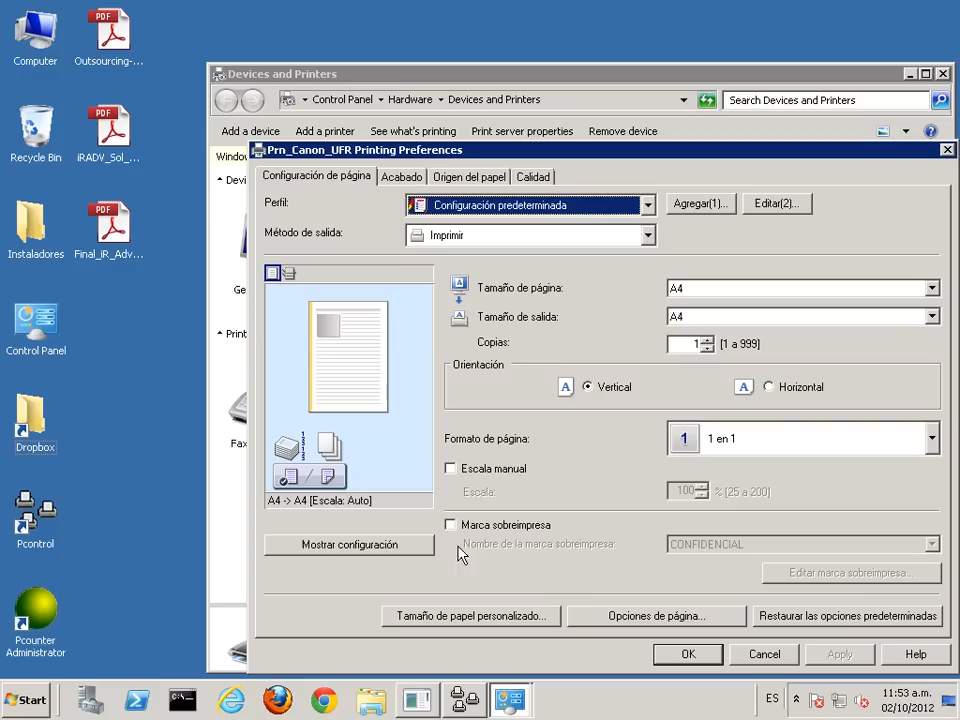 Computer
Outsourcing-...
Recycle Bin
iRADV_Sol_...
Instaladores
Final_iR_Adv...
Control Panel
Dropbox
Pcontrol
Pcounter
Administrator
Devices and Printers
Control Panel
Hardware
Devices and Printers
Search Devices and Printers
Add a device
Add a printer
See what's printing
Print server properties
Remove device
Prn_Canon_UFR Printing Preferences
Configuración de página
Acabado
Origen del papel
Calidad
Perfil:
Configuración predeterminada
Agregar(1)...
Editar(2)...
Método de salida:
Imprimir
Tamaño de página:
A4
Tamaño de salida:
A4
Copias:
1
[1 a 999]
Orientación
A
Vertical
A
Horizontal
Formato de página:
1
1 en 1
Escala manual
Escala:
100
% [25 a 200]
A4 -> A4 [Escala: Auto]
Marca sobreimpresa
Nombre de la marca sobreimpresa:
CONFIDENCIAL
Mostrar configuración
Editar marca sobreimpresa...
Tamaño de papel personalizado...
Opciones de página...
Restaurar las opciones predeterminadas
OK
Cancel
Apply
Help
Start
ES
11:53 a.m.
02/10/2012